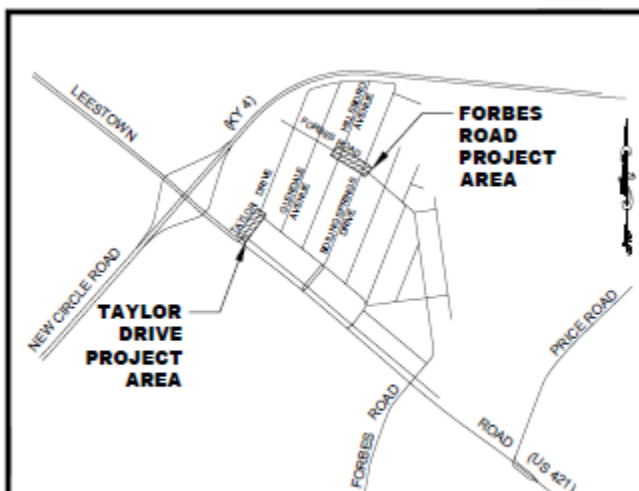 LEESTOWN
(KY 4)
HILLSBORO
AVENUE
FORBES ROAD
FORBES
ROAD
PROJECT
AREA
GLENDALE
AVENUE
TAYLOR DRIVE
BOILING SPRINGS
DRIVE
TAYLOR
DRIVE
PROJECT
AREA
NEW CIRCLE ROAD
PRICE ROAD
FORBES ROAD
ROAD
(US 421)